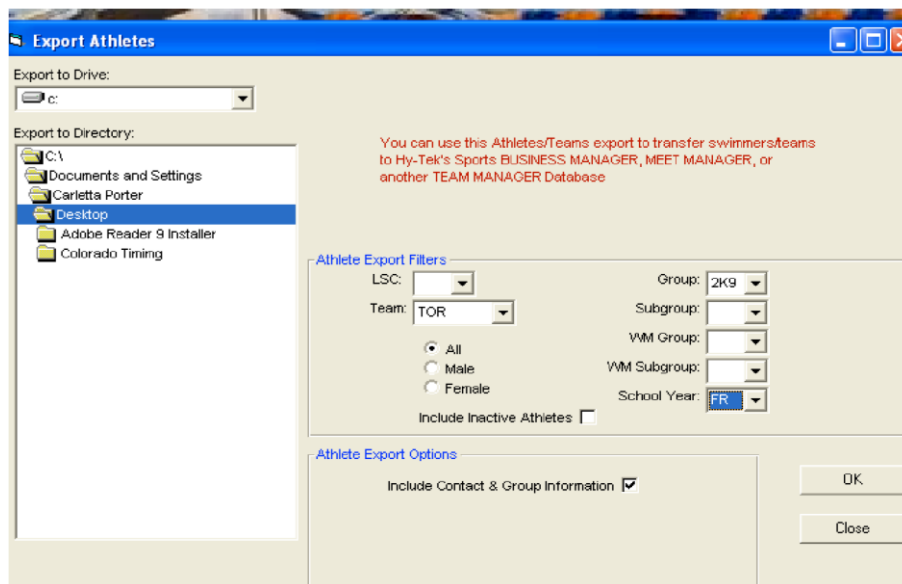 Export Athletes
Export to Drive:
c:
Export to Directory:
C:\
Documents and Settings
Carletta Porter
Desktop
Adobe Reader 9 Installer
Colorado Timing
You can use this Athletes/Teams export to transfer swimmers/teams
to Hy-Tek's Sports BUSINESS MANAGER, MEET MANAGER, or
another TEAM MANAGER Database
Athlete Export Filters
LSC:
Team: TOR
All
Male
Female
Include Inactive Athletes
Group: 2K9
Subgroup:
WM Group:
WM Subgroup:
School Year: FR
Athlete Export Options
Include Contact & Group Information
OK
Close